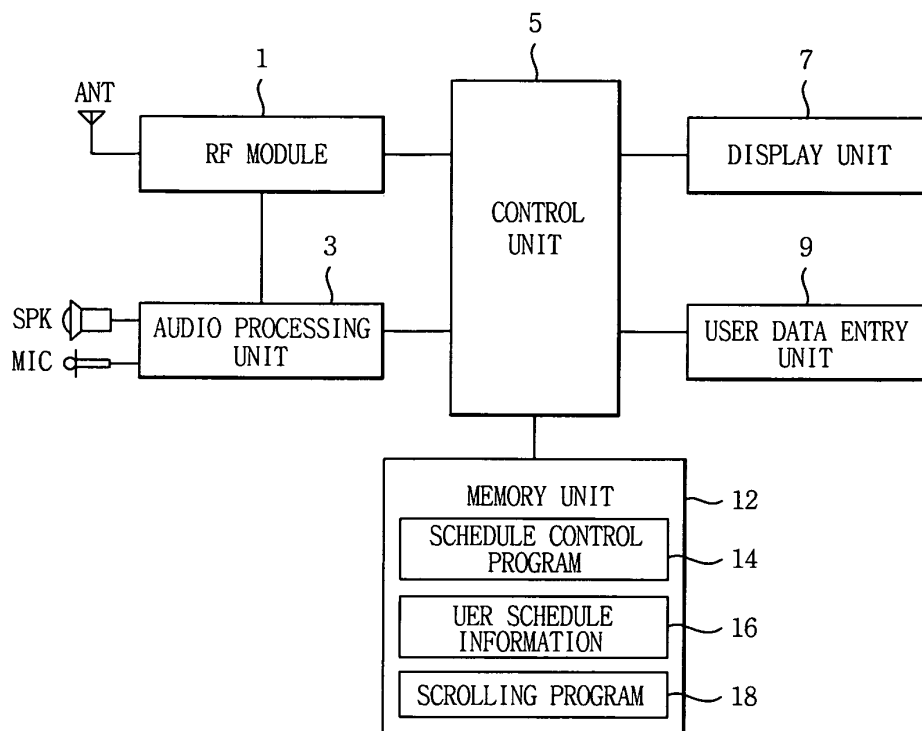 5
1
7
ANT
RF MODULE
DISPLAY UNIT
CONTROL
UNIT
3
9
SPK
AUDIO PROCESSING
UNIT
MIC
USER DATA ENTRY
UNIT
MEMORY UNIT
12
SCHEDULE CONTROL
PROGRAM
14
UER SCHEDULE
INFORMATION
16
SCROLLING PROGRAM
18